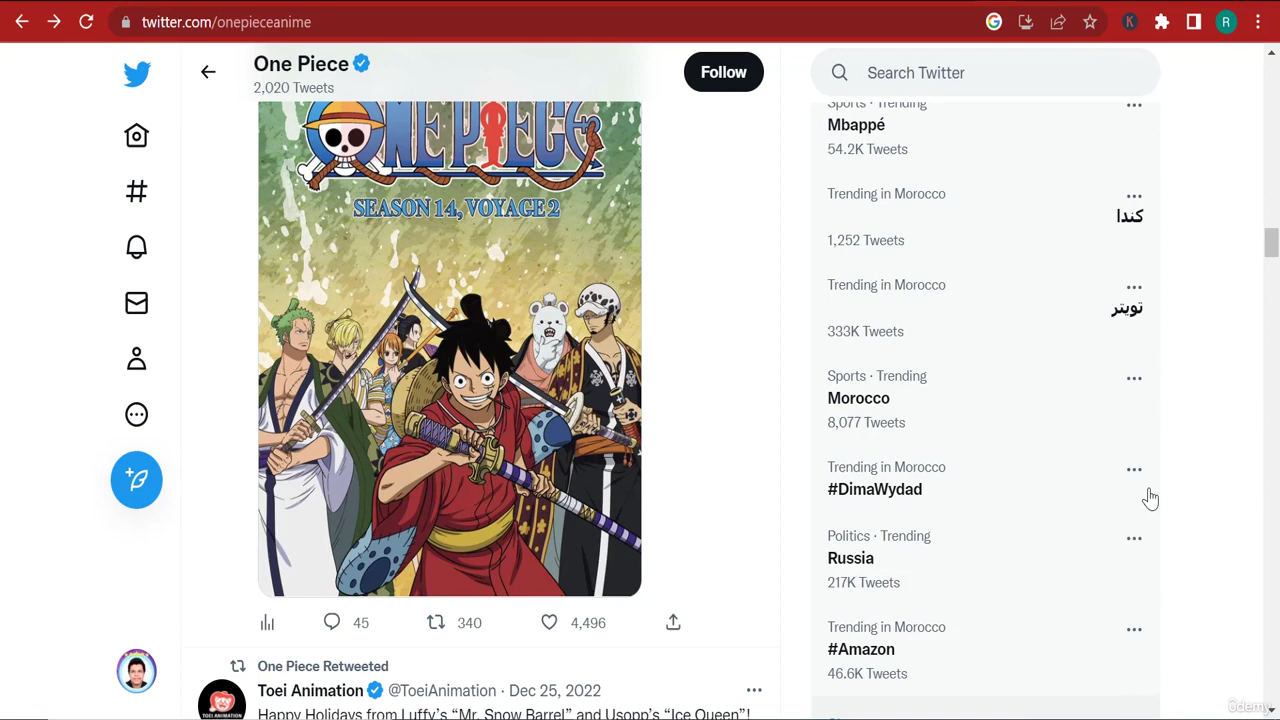 twitter.com/onepieceanime
K
R
One Piece
2,020 Tweets
Follow
Search Twitter
ONE PIECE
SEASON 14, VOYAGE 2
45
340
4,496
One Piece Retweeted
Toei Animation @ToeiAnimation · Dec 25, 2022
TOEI ANIMATION
Happy Holidays from Luffy's “Mr. Snow Barrel” and Usopp's “Ice Queen”!
Sports · Trending
Mbappé
54.2K Tweets
Trending in Morocco
كندا
1,252 Tweets
Trending in Morocco
تويتر
333K Tweets
Sports · Trending
Morocco
8,077 Tweets
Trending in Morocco
#DimaWydad
Politics · Trending
Russia
217K Tweets
Trending in Morocco
#Amazon
46.6K Tweets
ûdemy